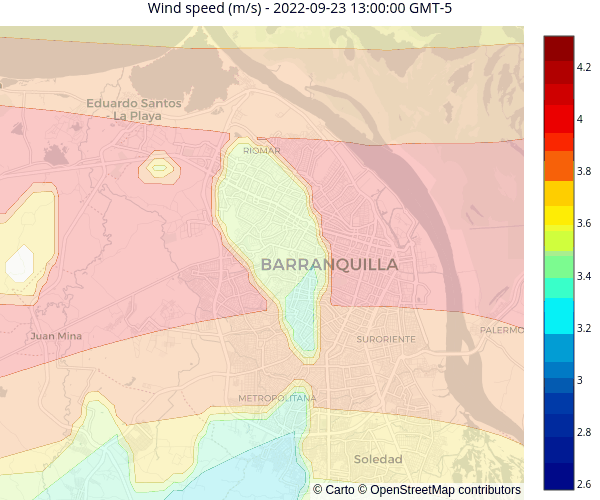 Wind speed (m/s) - 2022-09-23 13:00:00 GMT-5
4.2
Eduardo Santos
- La Playa
4
RIOMAR
3.8
3.6
BARRANQUILLA
3.4
3.2
Juan Mina
SURORIENTE
PALERMO
3
METROPOLITANA
2.8
Soledad
2.6
© Carto © OpenStreetMap contributors